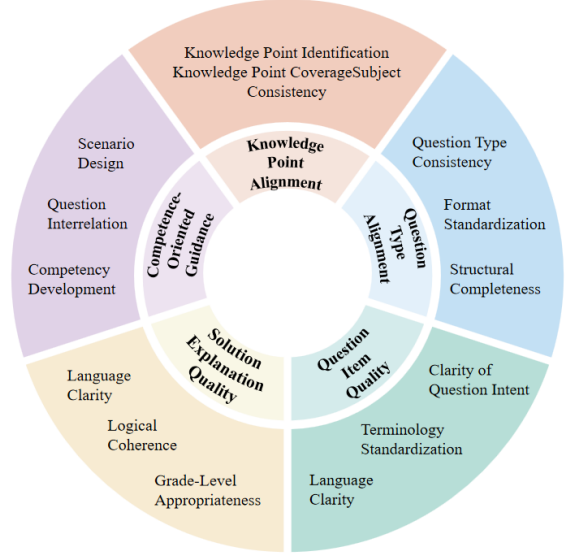 Knowledge Point Identification
Knowledge Point CoverageSubject
Consistency
Knowledge
Point
Alignment
Question Type
Consistency
Format
Standardization
Structural
Completeness
Question
Type
Alignment
Clarity of
Question Intent
Terminology
Standardization
Language
Clarity
Question
Item
Quality
Solution
Explanation
Quality
Language
Clarity
Logical
Coherence
Grade-Level
Appropriateness
Competence-
Oriented
Guidance
Scenario
Design
Question
Interrelation
Competency
Development